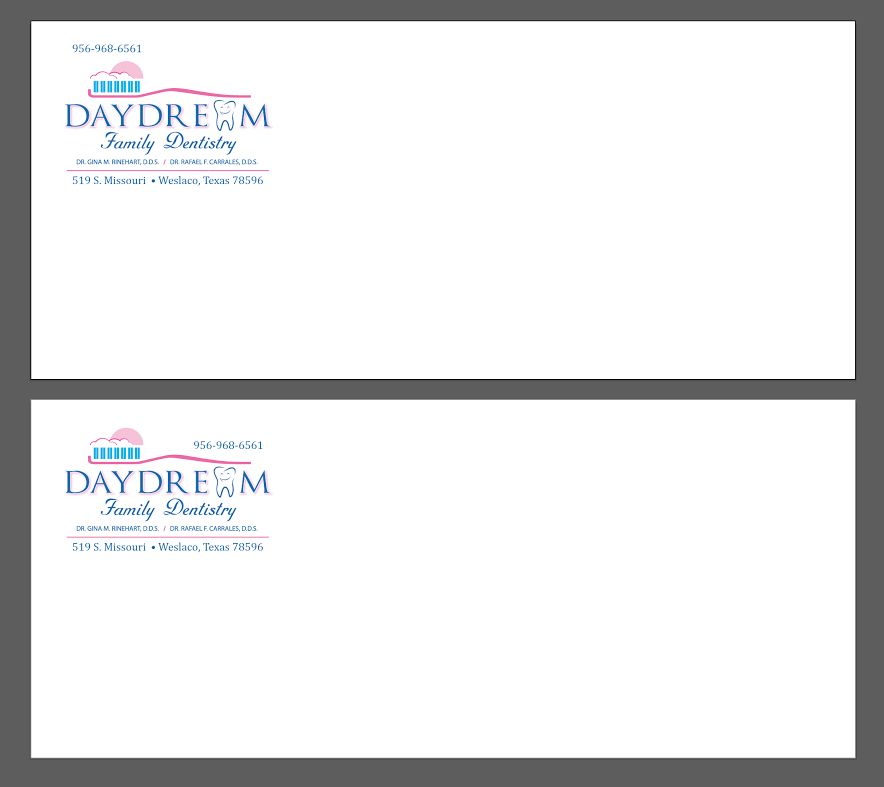 956-968-6561
DAYDREAM
Family Dentistry
DR. GINA M. RINEHART, D.D.S. / DR. RAFAEL F. CARRALES, D.D.S.
519 S. Missouri • Weslaco, Texas 78596
956-968-6561
DAYDREAM
Family Dentistry
DR. GINA M. RINEHART, D.D.S. / DR. RAFAEL F. CARRALES, D.D.S.
519 S. Missouri • Weslaco, Texas 78596